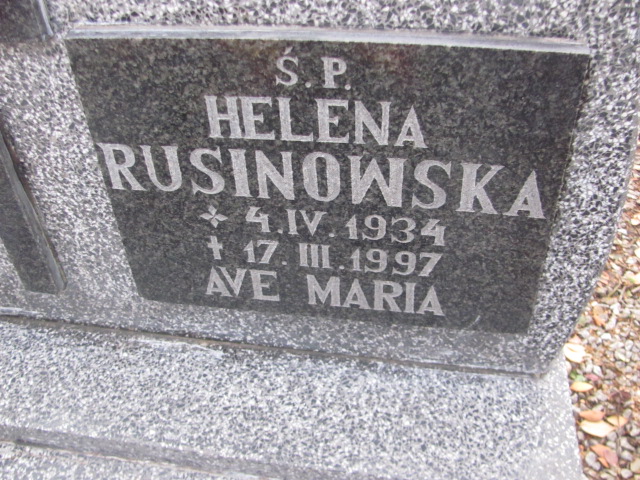 Ś.P.
HELENA
RUSINOWSKA
✧ 4.IV.1934
† 17.III.1997
AVE MARIA